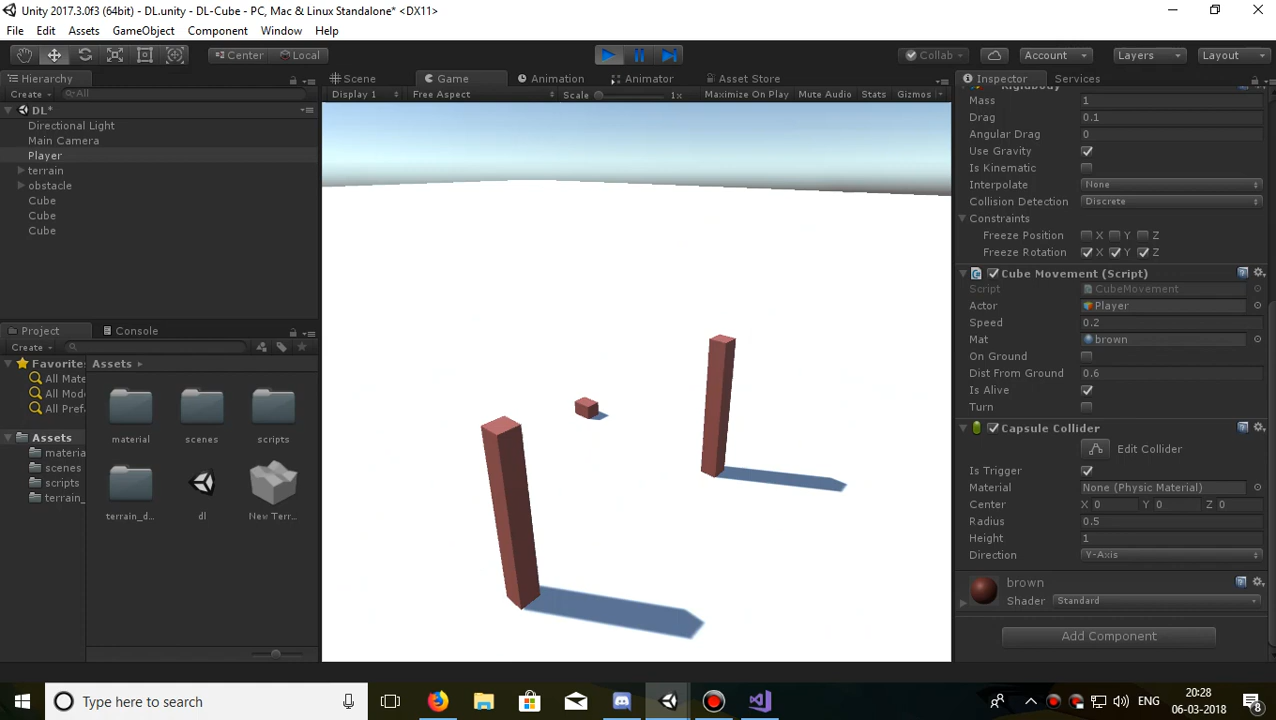 Unity 2017.3.0f3 (64bit) - DL.unity - DL-Cube - PC, Mac & Linux Standalone* <DX11>
File Edit Assets GameObject Component Window Help
Center Local Collab Account Layers Layout
Hierarchy
Create All
DL*
Directional Light
Main Camera
Player
terrain
obstacle
Cube
Cube
Cube
Project Console
Create
Favorite
All Mate
All Mode
All Pref
Assets
materia
scenes
scripts
terrain_
Assets
material scenes scripts
terrain_d... dl New Terr...
Scene Game Animation Animator Asset Store
Display 1 Free Aspect Scale 1x Maximize On Play Mute Audio Stats Gizmos
Inspector Services
Rigidbody
Mass 1
Drag 0.1
Angular Drag 0
Use Gravity
Is Kinematic
Interpolate None
Collision Detection Discrete
Constraints
Freeze Position X Y Z
Freeze Rotation X Y Z
Cube Movement (Script)
Script CubeMovement
Actor Player
Speed 0.2
Mat brown
On Ground
Dist From Ground 0.6
Is Alive
Turn
Capsule Collider
Edit Collider
Is Trigger
Material None (Physic Material)
Center X 0 Y 0 Z 0
Radius 0.5
Height 1
Direction Y-Axis
brown
Shader Standard
Add Component
Type here to search
ENG
20:28
06-03-2018
8